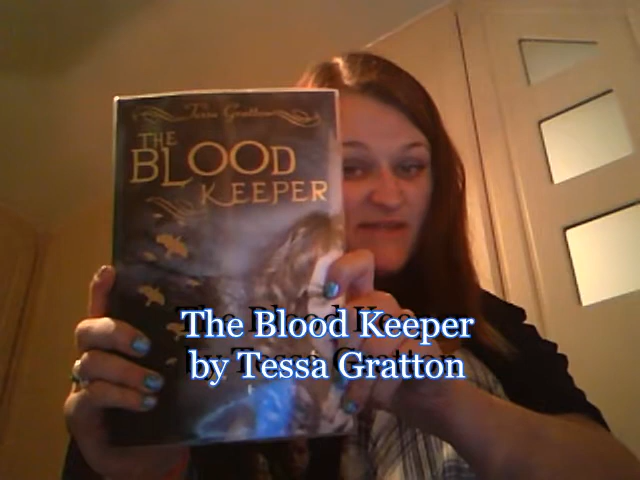 Tessa Gratton
THE
BLOOD
KEEPER
The Blood Keeper
by Tessa Gratton